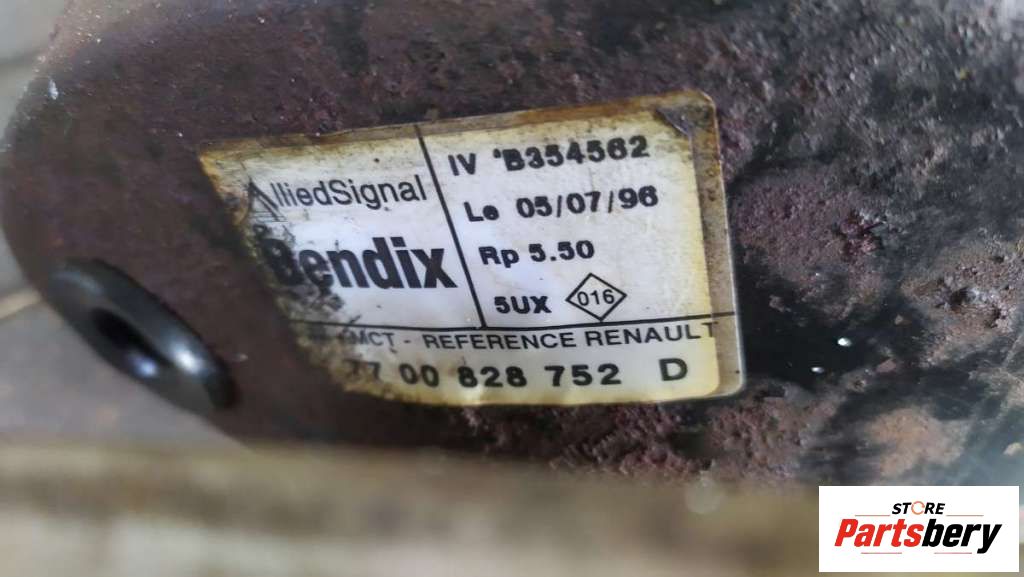 AlliedSignal
Bendix
IV 'B354562
Le 05/07/96
Rp 5.50
5UX 016
MCT - REFERENCE RENAULT
77 00 828 752 D
STORE
Partsbery